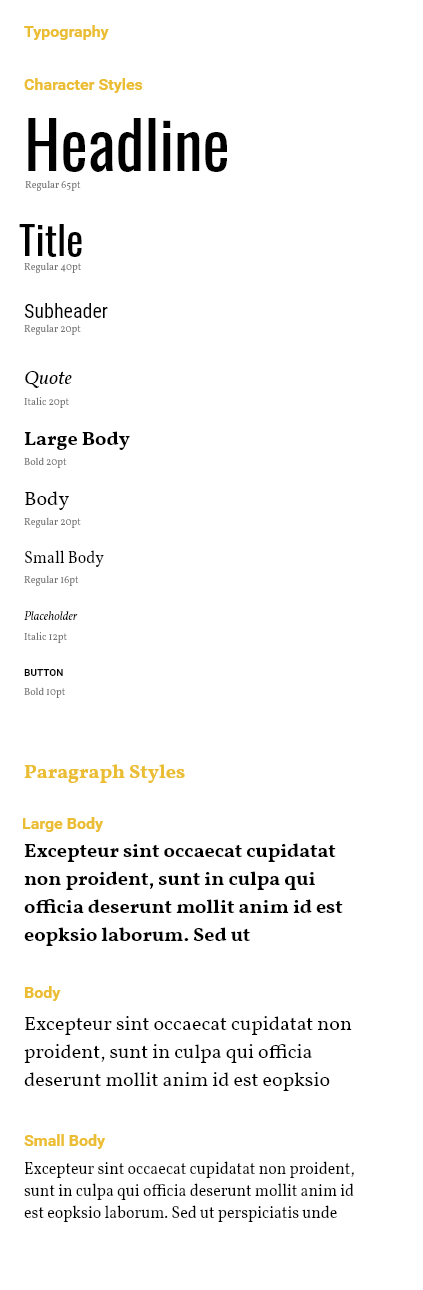 Typography
Character Styles
Headline
Regular 65pt
Title
Regular 40pt
Subheader
Regular 20pt
Quote
Italic 20pt
Large Body
Bold 20pt
Body
Regular 20pt
Small Body
Regular 16pt
Placeholder
Italic 12pt
BUTTON
Bold 10pt
Paragraph Styles
Large Body
Excepteur sint occaecat cupidatat
non proident, sunt in culpa qui
officia deserunt mollit anim id est
eopksio laborum. Sed ut
Body
Excepteur sint occaecat cupidatat non
proident, sunt in culpa qui officia
deserunt mollit anim id est eopksio
Small Body
Excepteur sint occaecat cupidatat non proident,
sunt in culpa qui officia deserunt mollit anim id
est eopksio laborum. Sed ut perspiciatis unde